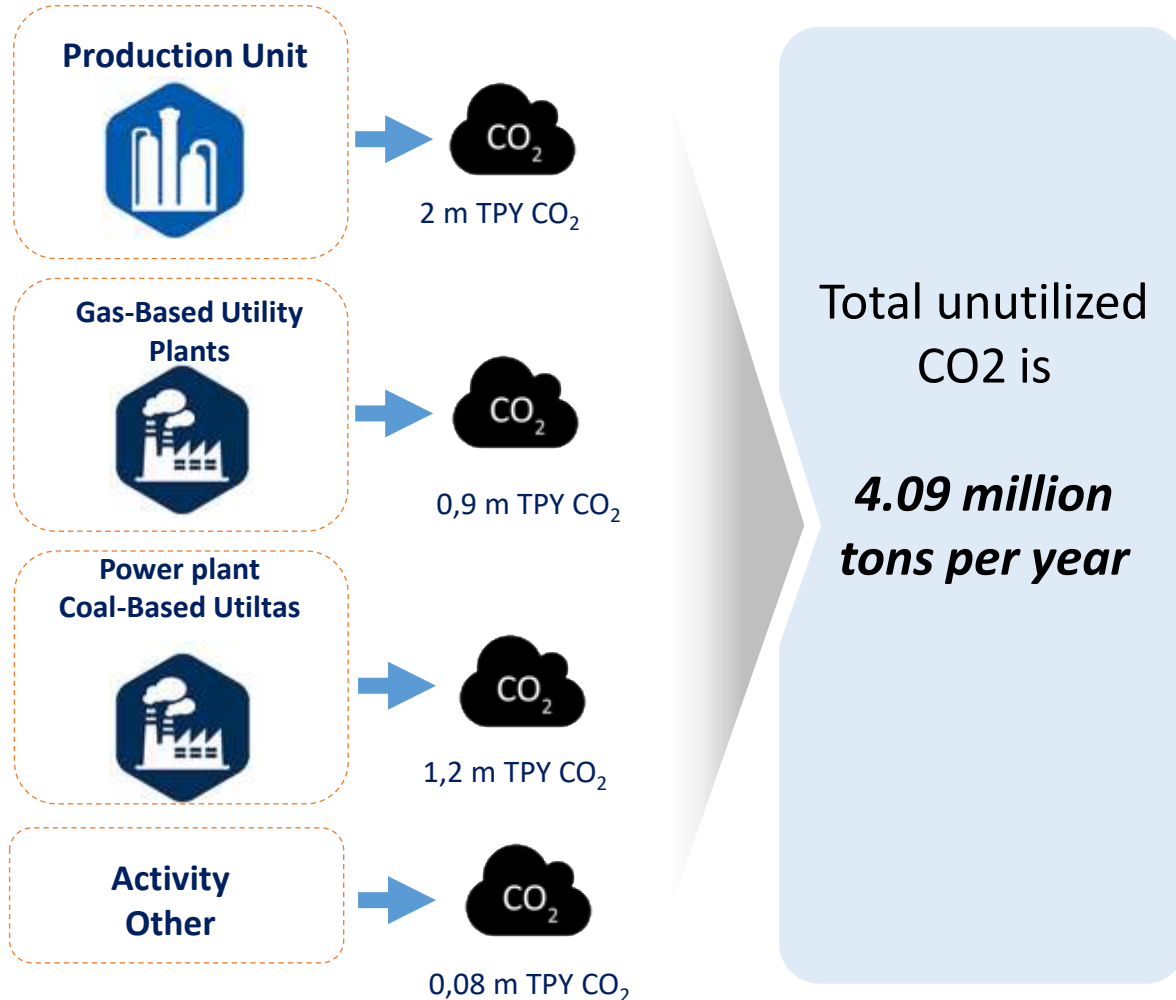 Production Unit
CO₂
2 m TPY CO₂
Gas-Based Utility
Plants
CO₂
0,9 m TPY CO₂
Power plant
Coal-Based Utiltas
CO₂
1,2 m TPY CO₂
Activity
Other
CO₂
0,08 m TPY CO₂
Total unutilized
CO2 is
4.09 million
tons per year